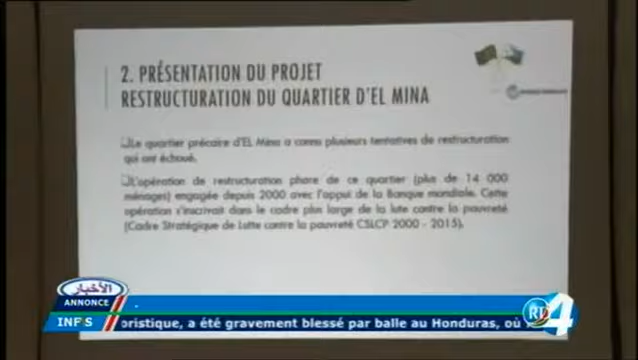 2. PRÉSENTATION DU PROJET
RESTRUCTURATION DU QUARTIER D'EL MINA
Le quartier précaire d'EL Mina a connu plusieurs tentatives de restructuration
qui ont échoué.
L'opération de restructuration phare de ce quartier (plus de 14 000
ménages) engagée depuis 2000 avec l'appui de la Banque mondiale. Cette
opération s'inscrivait dans le cadre plus large de la lute contre la pauvreté
(Cadre Stratégique de Lutte contre la pauvreté CSLCP 2000 - 2015).
الأخبار
ANNONCE
INFS
oristique, a été gravement blessé par balle au Honduras, où
4